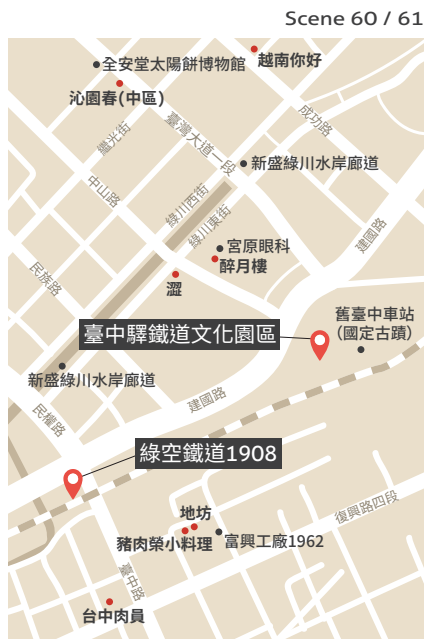 Scene 60 / 61
越南你好
全安堂太陽餅博物館
沁園春(中區)
成功路
繼光街
臺灣大道一段
新盛綠川水岸廊道
中山路
綠川西街
綠川東街
建國路
宮原眼科
醉月樓
民族路
澀
舊臺中車站
(國定古蹟)
臺中驛鐵道文化園區
新盛綠川水岸廊道
建國路
民權路
綠空鐵道1908
復興路四段
地坊
豬肉榮小料理
富興工廠1962
臺中路
台中肉員